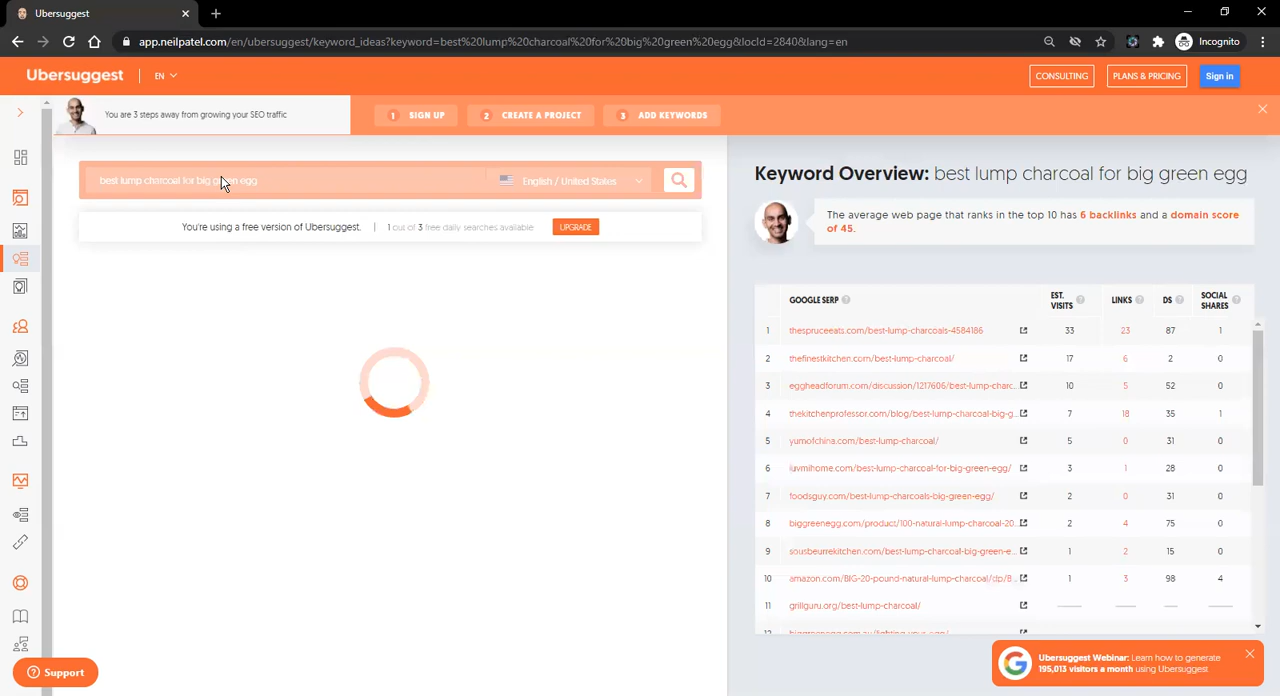 Ubersuggest
app.neilpatel.com/en/ubersuggest/keyword_ideas?keyword=best%20lump%20charcoal%20for%20big%20green%20egg&locId=2840&lang=en
Incognito
Ubersuggest
EN
CONSULTING
PLANS & PRICING
Sign in
You are 3 steps away from growing your SEO traffic
1 SIGN UP
2 CREATE A PROJECT
3 ADD KEYWORDS
best lump charcoal for big green egg
English / United States
You're using a free version of Ubersuggest. | 1 out of 3 free daily searches available
UPGRADE
Keyword Overview: best lump charcoal for big green egg
The average web page that ranks in the top 10 has 6 backlinks and a domain score
of 45.
GOOGLE SERP ? EST. VISITS ? LINKS ? DS ? SOCIAL SHARES ?
1 thespruceeats.com/best-lump-charcoals-4584186 33 23 87 1
2 thefinestkitchen.com/best-lump-charcoal/ 17 6 2 0
3 eggheadforum.com/discussion/1217606/best-lump-charc... 10 5 52 0
4 thekitchenprofessor.com/blog/best-lump-charcoal-big-g... 7 18 35 1
5 yumofchina.com/best-lump-charcoal/ 5 0 31 0
6 iuvmihome.com/best-lump-charcoal-for-big-green-egg/ 3 1 28 0
7 foodsguy.com/best-lump-charcoals-big-green-egg/ 2 0 31 0
8 biggreenegg.com/product/100-natural-lump-charcoal-20... 2 4 75 0
9 sousbeurrekitchen.com/best-lump-charcoal-big-green-e... 1 2 15 0
10 amazon.com/BIG-20-pound-natural-lump-charcoal/dp/B... 1 3 98 4
11 grillguru.org/best-lump-charcoal/
Support
Ubersuggest Webinar: Learn how to generate
195,013 visitors a month using Ubersuggest